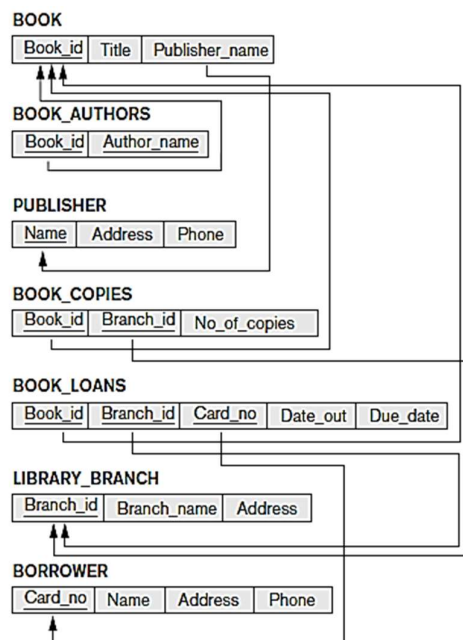 BOOK
Book_id Title Publisher_name
BOOK_AUTHORS
Book_id Author_name
PUBLISHER
Name Address Phone
BOOK_COPIES
Book_id Branch_id No_of_copies
BOOK_LOANS
Book_id Branch_id Card_no Date_out Due_date
LIBRARY_BRANCH
Branch_id Branch_name Address
BORROWER
Card_no Name Address Phone